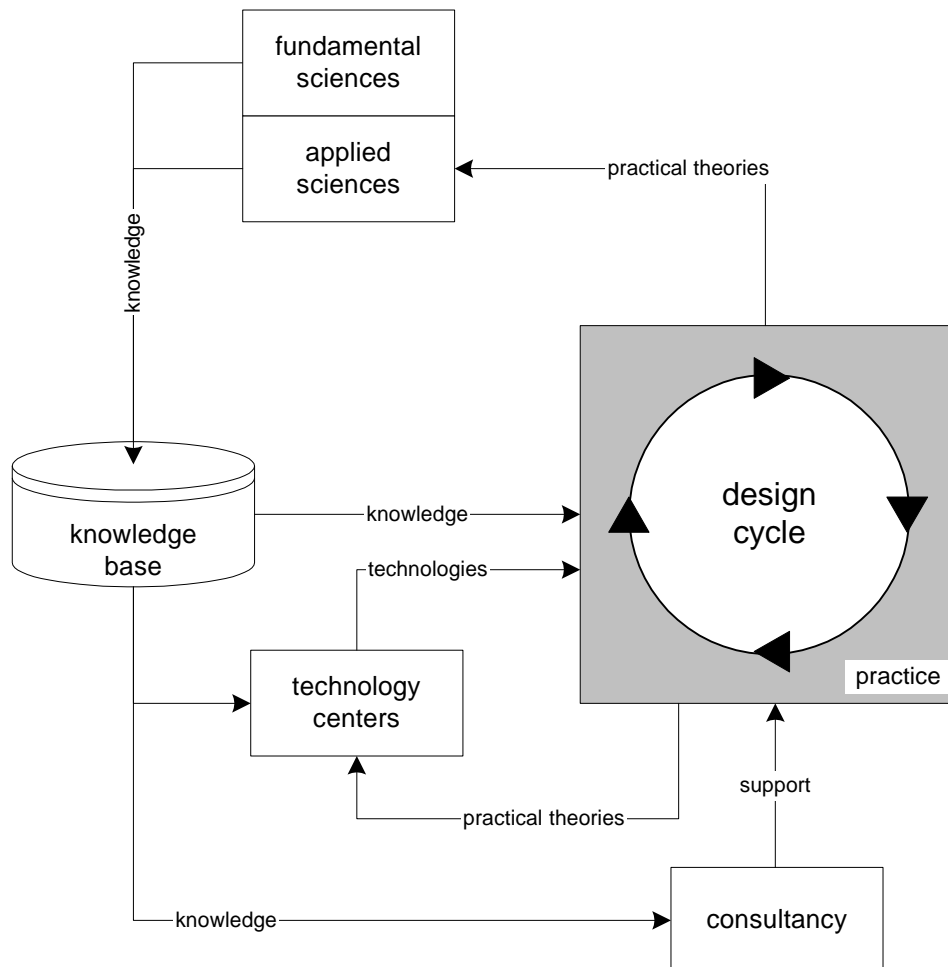 fundamental
sciences
applied
sciences
practical theories
knowledge
knowledge
base
knowledge
technologies
design
cycle
practice
technology
centers
practical theories
support
knowledge
consultancy